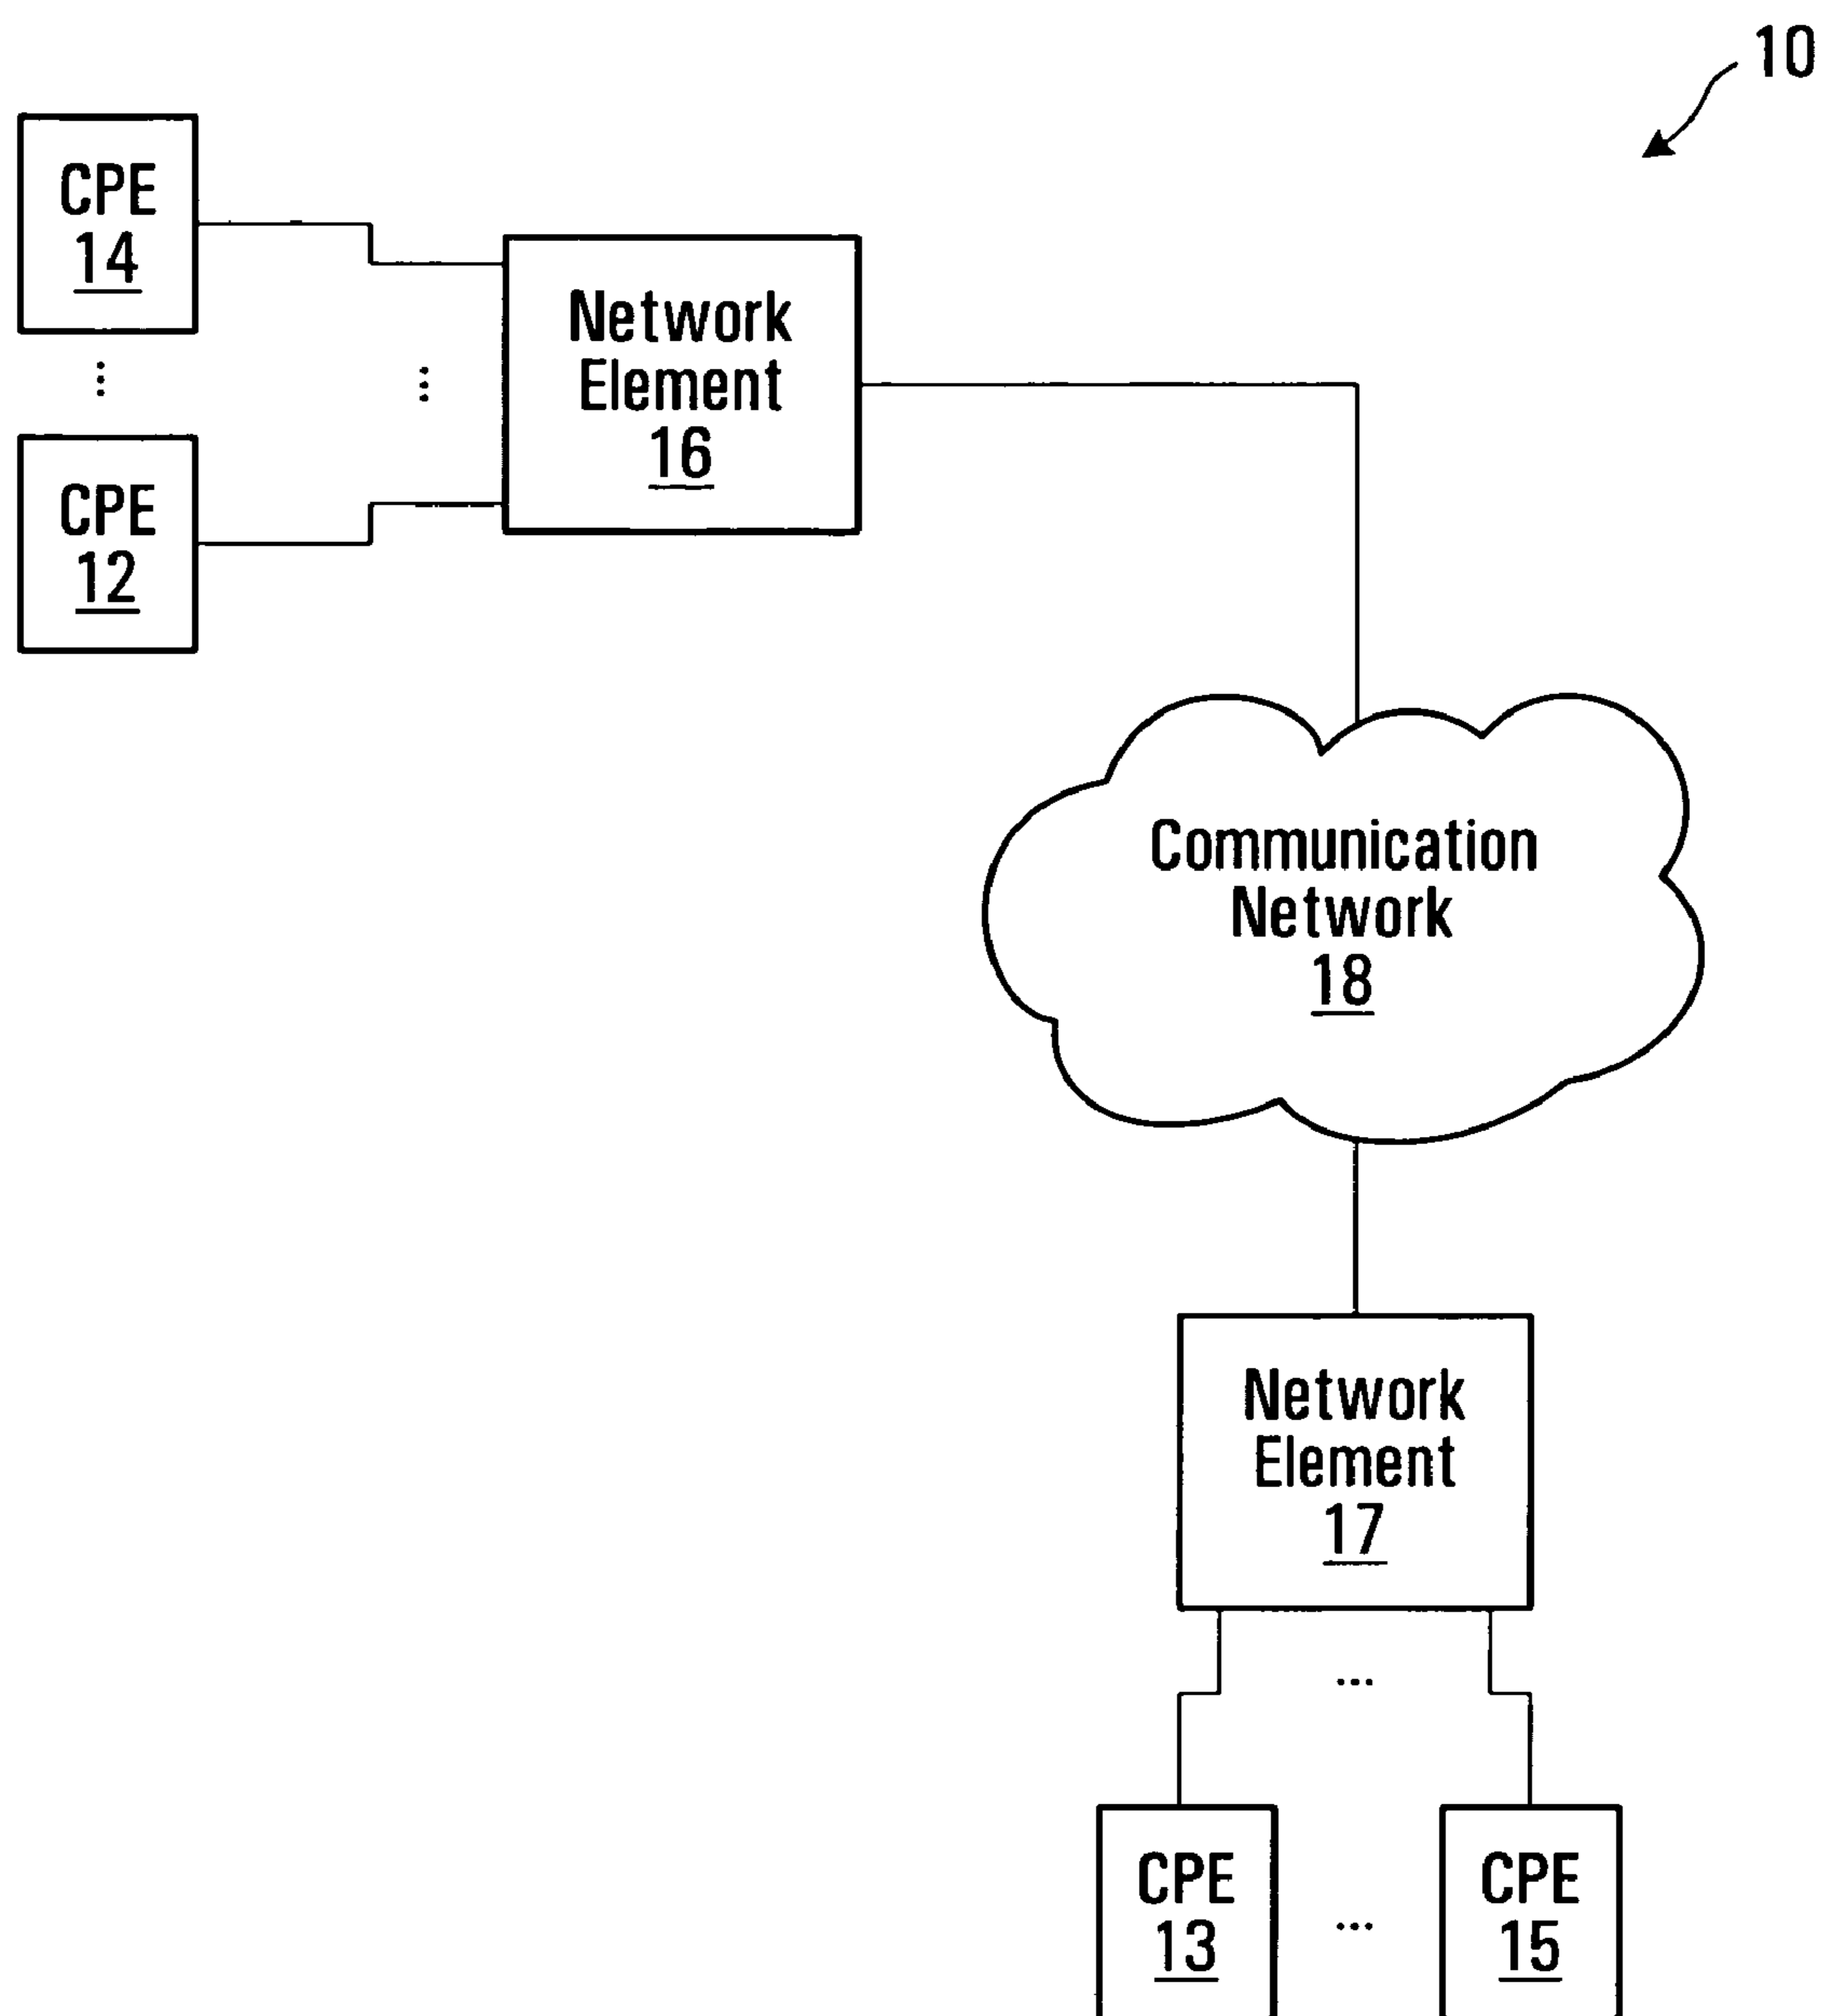 10
CPE
14
Network
Element
16
CPE
12
Communication
Network
18
Network
Element
17
CPE
13
CPE
15